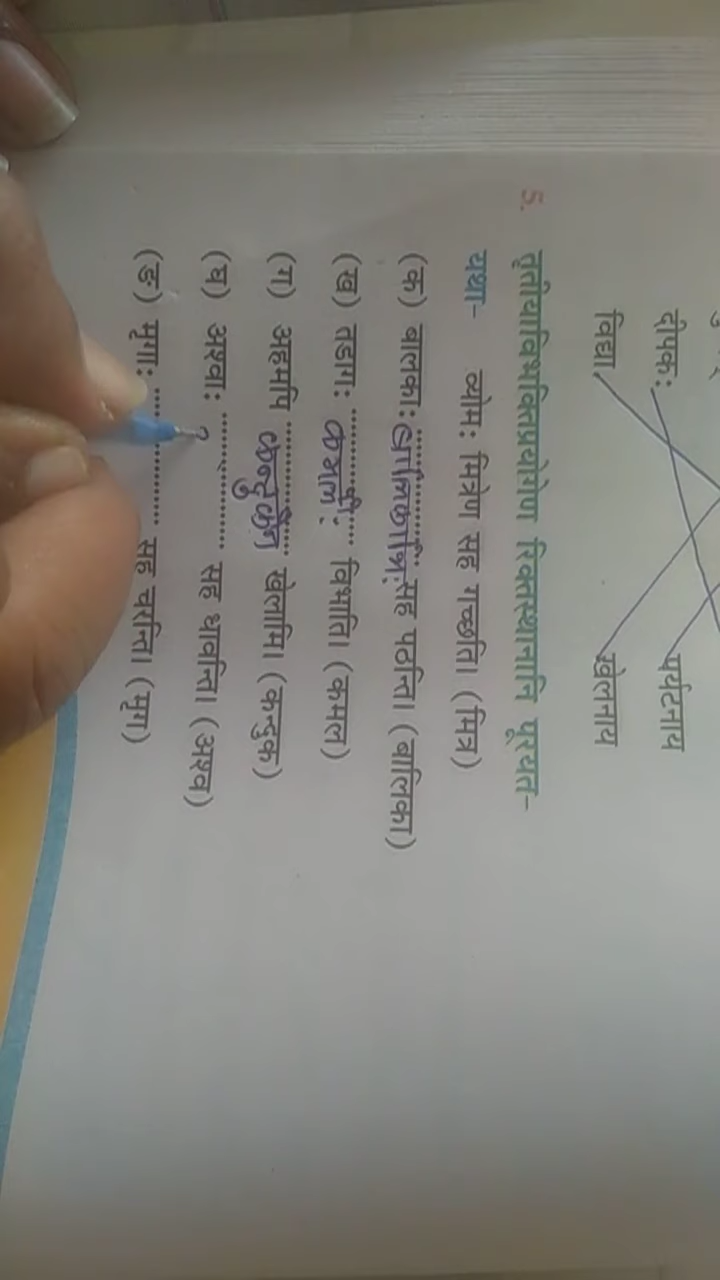 दीपकः पर्यटनाय
विद्या खेलनाय
5. तृतीयाविभक्तिप्रयोगेण रिक्तस्थानानि पूरयत–
यथा– व्योमः मित्रेण सह गच्छति। (मित्र)
(क) बालकाः बालिकाभिः सह पठन्ति। (बालिका)
(ख) तडागः कमलैः विभाति। (कमल)
(ग) अहमपि कन्दुकेन खेलामि। (कन्दुक)
(घ) अश्वाः .................. सह धावन्ति। (अश्व)
(ङ) मृगाः .................. सह चरन्ति। (मृग)